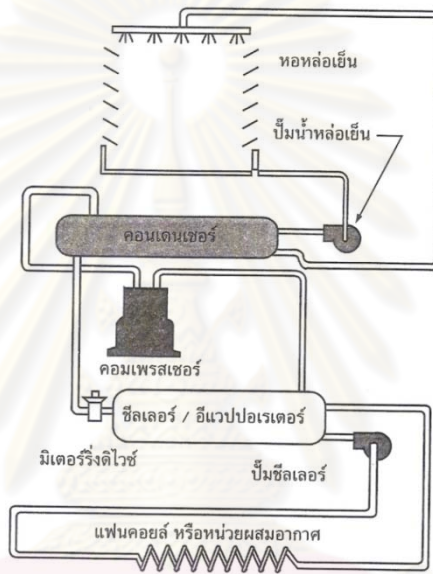 หอหล่อเย็น
ปั๊มน้ำหล่อเย็น
คอนเดนเซอร์
คอมเพรสเซอร์
ชิลเลอร์ / อีแวปปอเรเตอร์
มิเตอร์ริ่งดิไวซ์
ปั๊มชีลเลอร์
แฟนคอยล์ หรือหน่วยผสมอากาศ